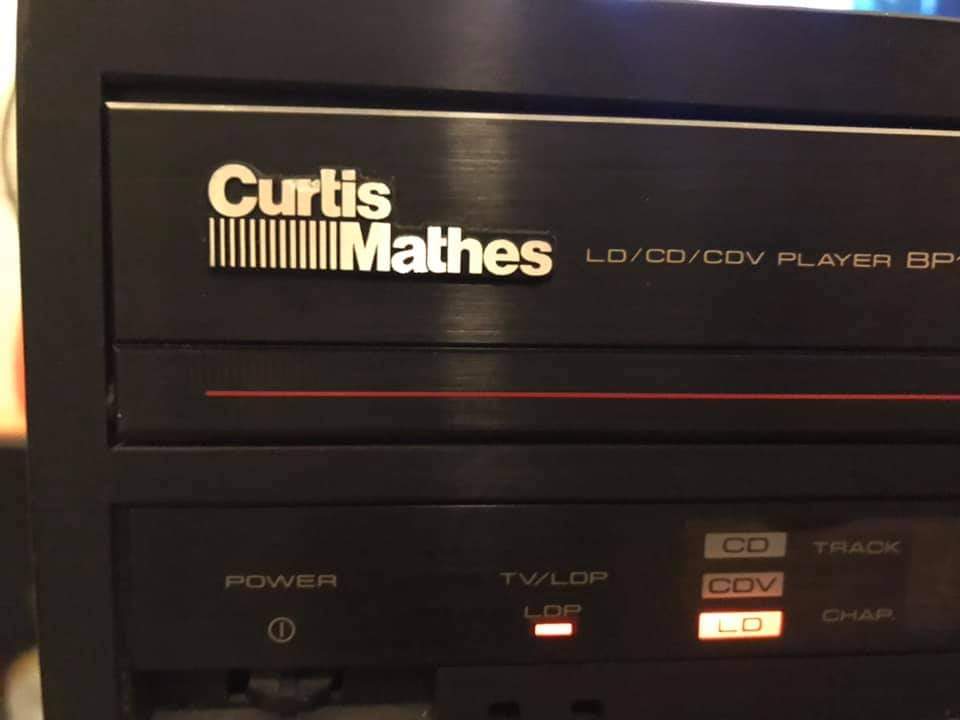 Curtis
Mathes
LD/CD/CDV PLAYER
CD TRACK
POWER
TV/LDP
CDV
LDP
LD
CHAP.